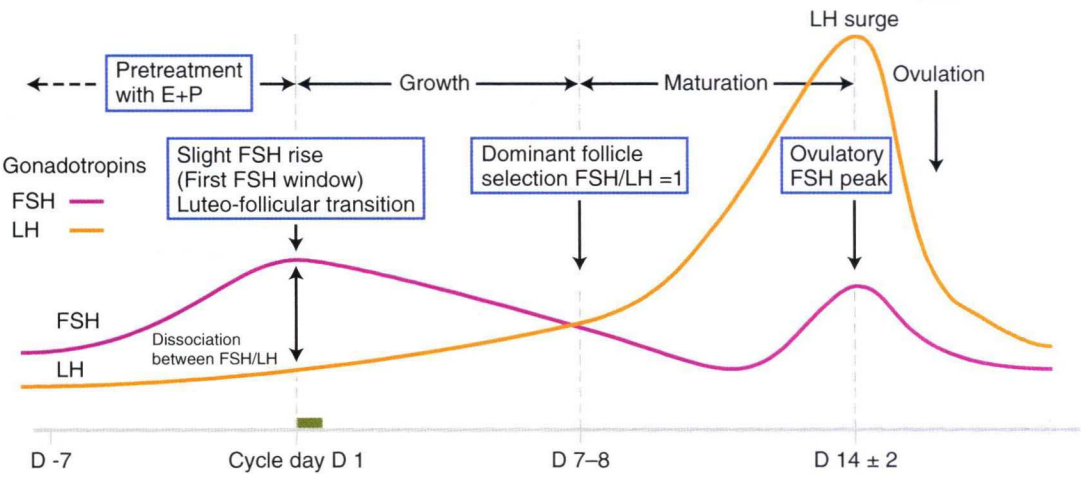 LH surge
Pretreatment
with E+P
Growth
Maturation
Ovulation
Gonadotropins
FSH
LH
Slight FSH rise
(First FSH window)
Luteo-follicular transition
Dominant follicle
selection FSH/LH =1
Ovulatory
FSH peak
FSH
Dissociation
between FSH/LH
LH
D -7
Cycle day D 1
D 7–8
D 14 ± 2